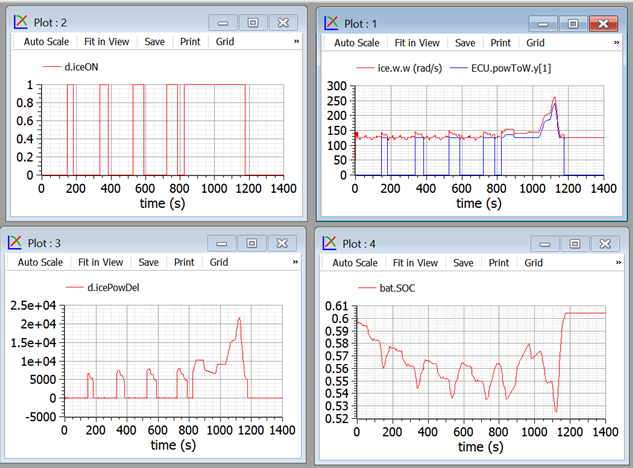 Plot : 2
Auto Scale Fit in View Save Print Grid »
d.iceON
1
0.8
0.6
0.4
0.2
0
0 200 400 600 800 1000 1200 1400
time (s)
Plot : 1
Auto Scale Fit in View Save Print Grid »
ice.w.w (rad/s) ECU.powToW.y[1]
300
250
200
150
100
50
0
0 200 400 600 800 1000 1200 1400
time (s)
Plot : 3
Auto Scale Fit in View Save Print Grid »
d.icePowDel
2.5e+04
2e+04
1.5e+04
1e+04
5000
0
-5000
0 200 400 600 800 1000 1200 1400
time (s)
Plot : 4
Auto Scale Fit in View Save Print Grid »
bat.SOC
0.61
0.6
0.59
0.58
0.57
0.56
0.55
0.54
0.53
0.52
0 200 400 600 800 1000 1200 1400
time (s)